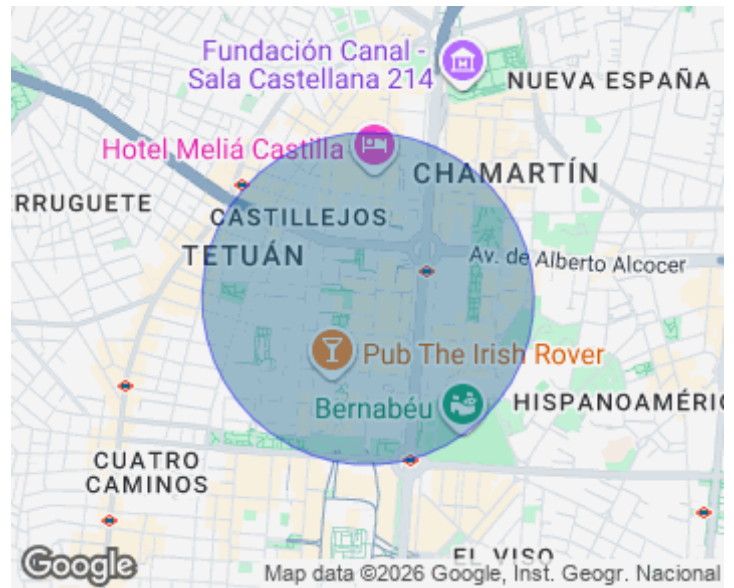 Fundación Canal -
Sala Castellana 214
NUEVA ESPAÑA
Hotel Meliá Castilla
CHAMARTÍN
RRUGUETE
CASTILLEJOS
TETUÁN
Av. de Alberto Alcocer
Pub The Irish Rover
Bernabéu
HISPANOAMÉRI
CUATRO
CAMINOS
EL VISO
Google
Map data ©2026 Google, Inst. Geogr. Nacional